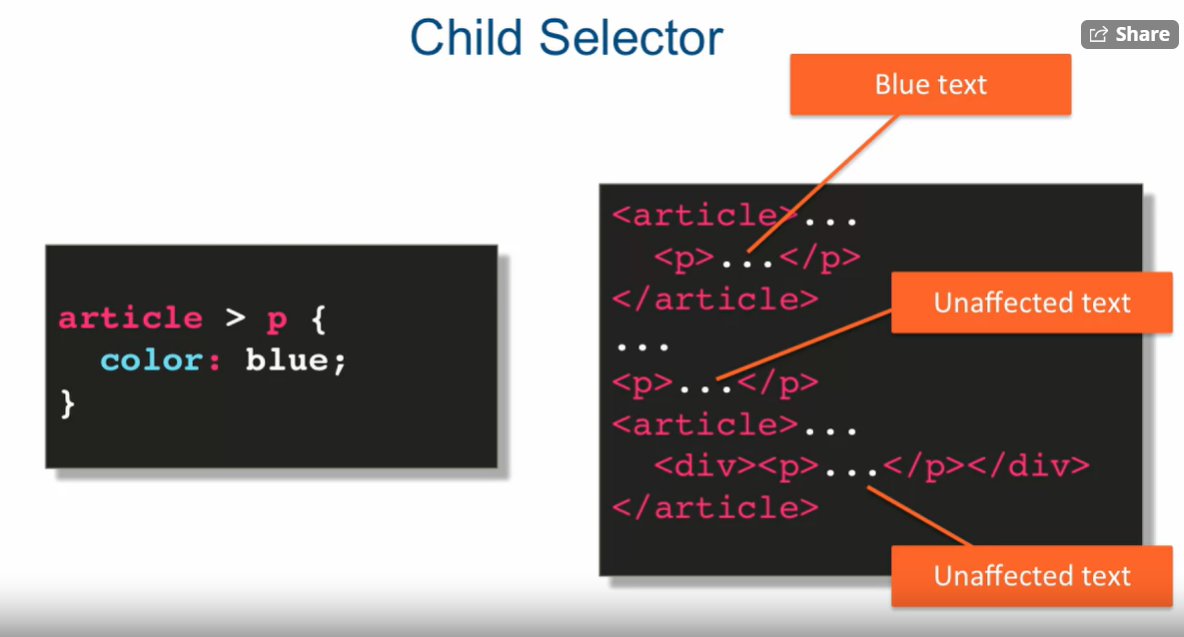 Child Selector
Share
Blue text
article > p {
  color: blue;
}
<article>...
  <p>...</p>
</article>
Unaffected text
...
<p>...</p>
<article>...
  <div><p>...</p></div>
</article>
Unaffected text